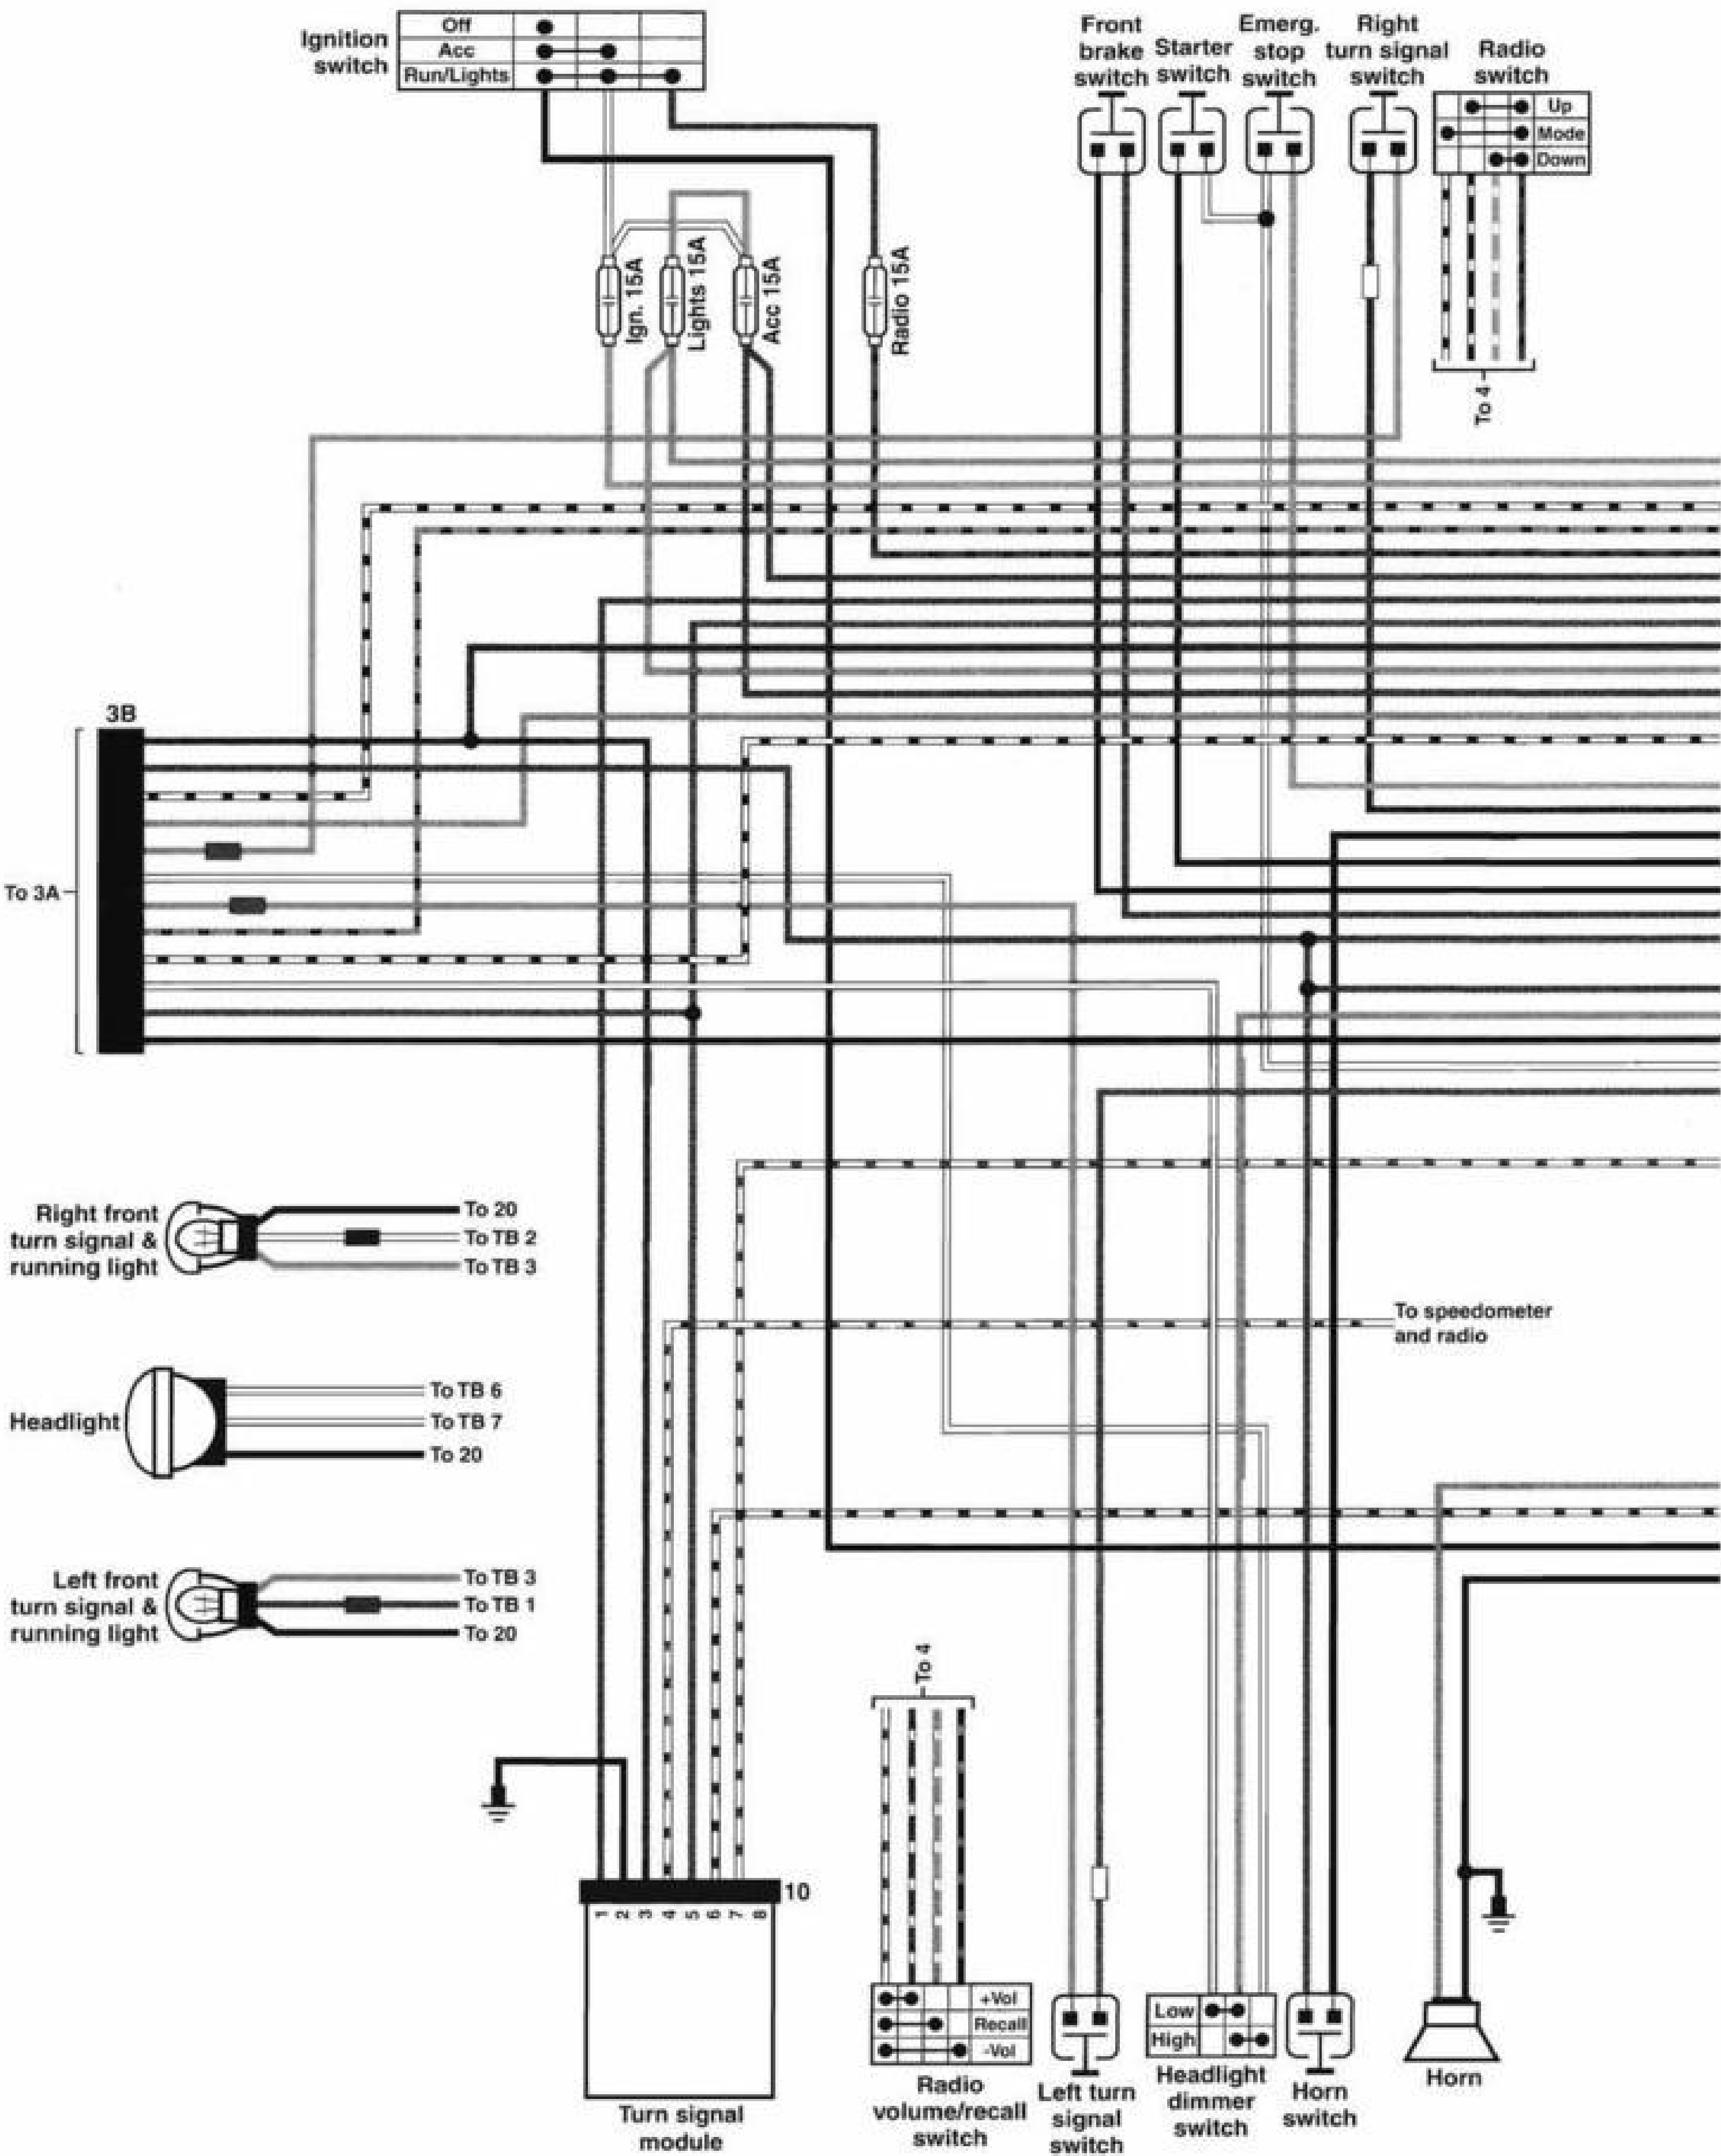 Ignition
switch
Off
Acc
Run/Lights
Front
brake
switch
Starter
switch
Emerg.
stop
switch
Right
turn signal
switch
Radio
switch
Up
Mode
Down
To 4
Ign. 15A
Lights 15A
Acc 15A
Radio 15A
3B
To 3A
Right front
turn signal &
running light
To 20
To TB 2
To TB 3
To speedometer
and radio
Headlight
To TB 6
To TB 7
To 20
Left front
turn signal &
running light
To TB 3
To TB 1
To 20
To 4
10
1
2
3
4
5
6
7
8
Turn signal
module
+Vol
Recall
-Vol
Radio
volume/recall
switch
Left turn
signal
switch
Low
High
Headlight
dimmer
switch
Horn
switch
Horn